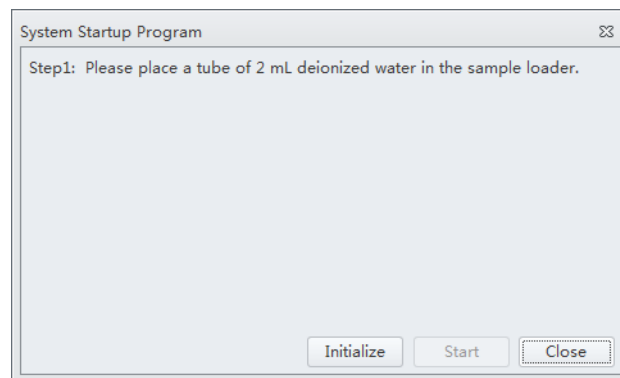 System Startup Program
Step1: Please place a tube of 2 mL deionized water in the sample loader.
Initialize Start Close